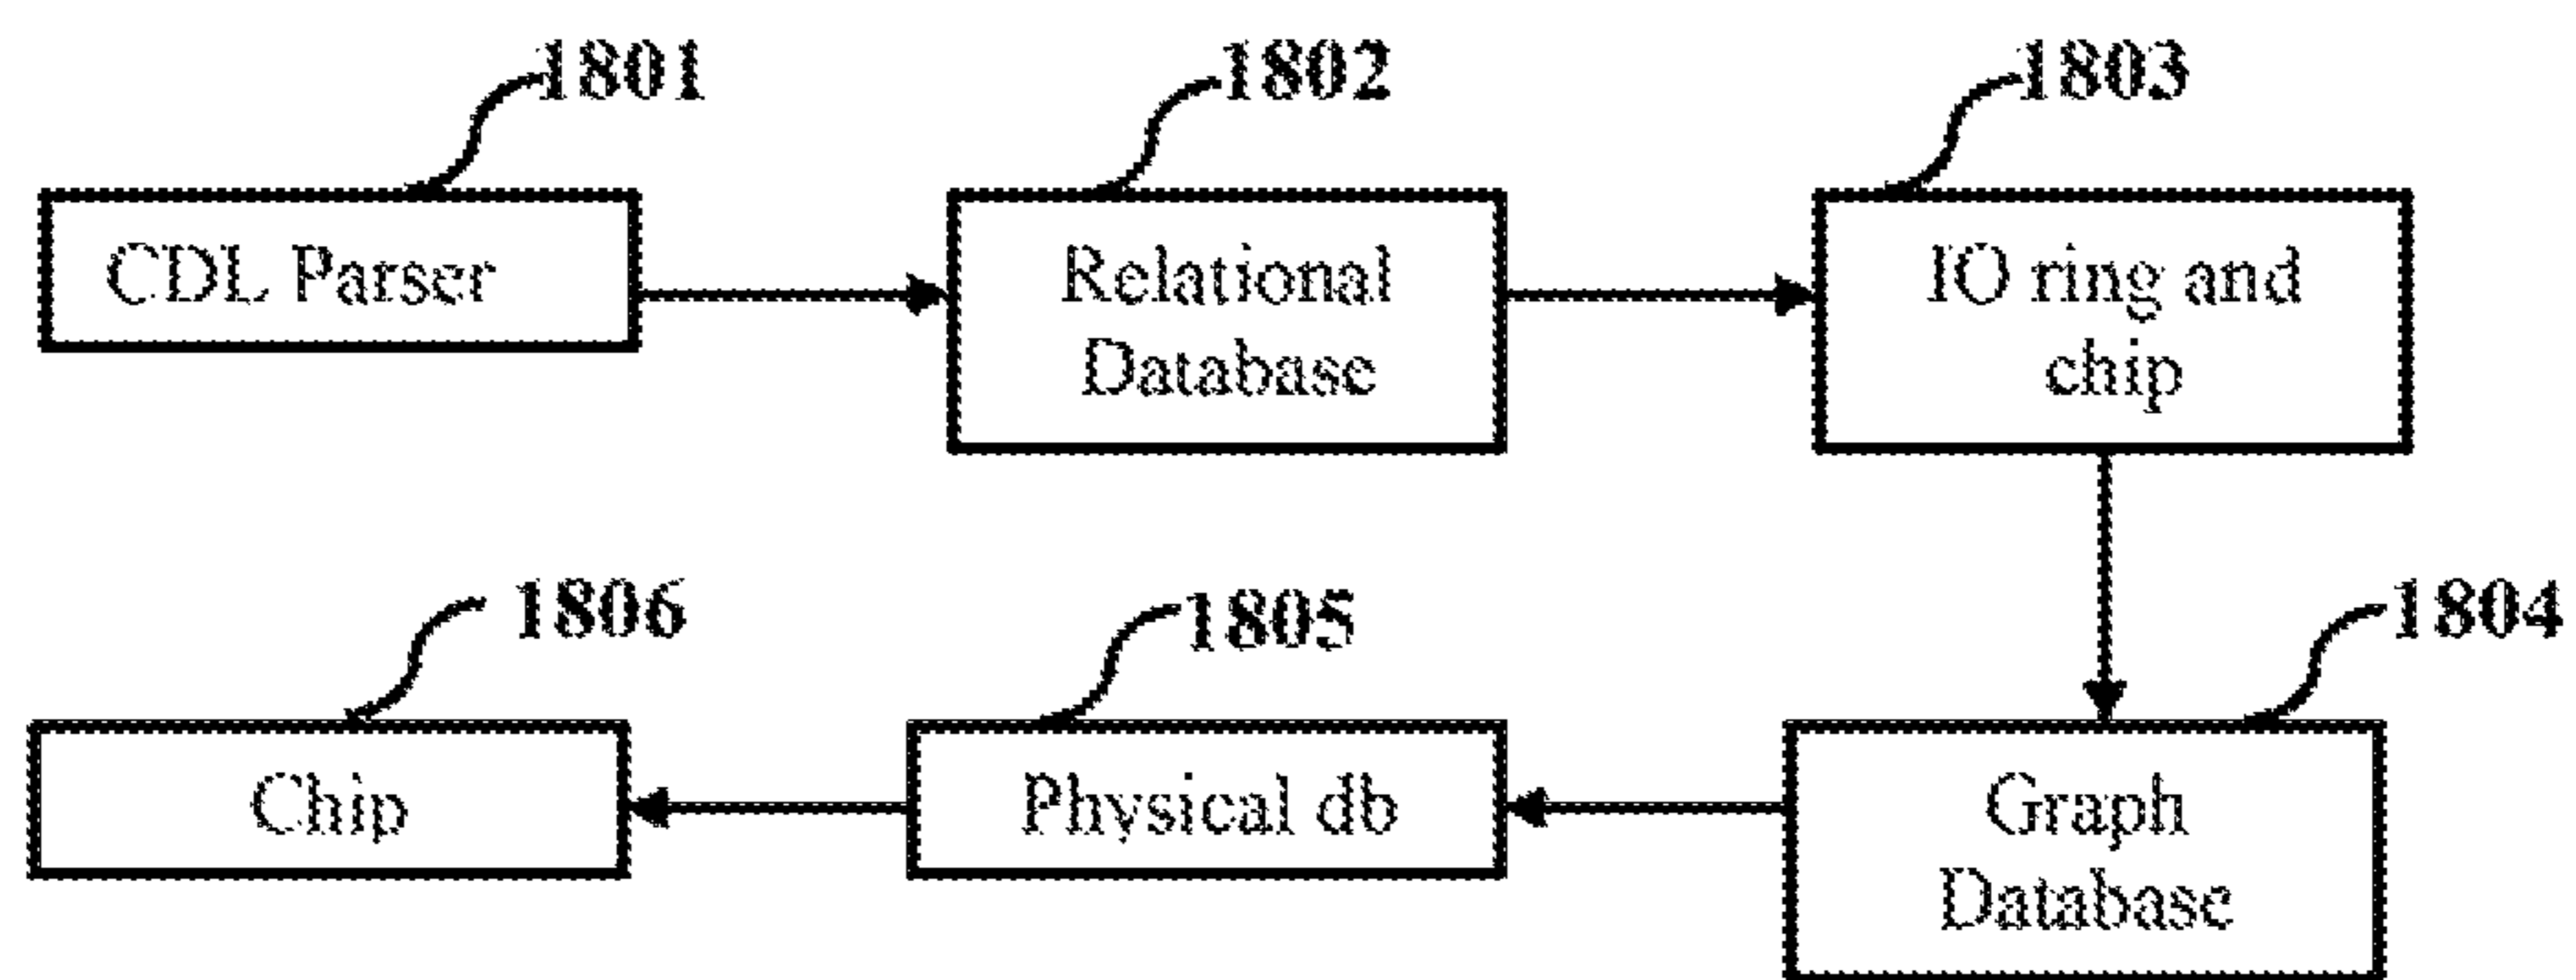 1801
1802
1803
CDL Parser
Relational
Database
IO ring and
chip
1806
1805
1804
Chip
Physical db
Graph
Database